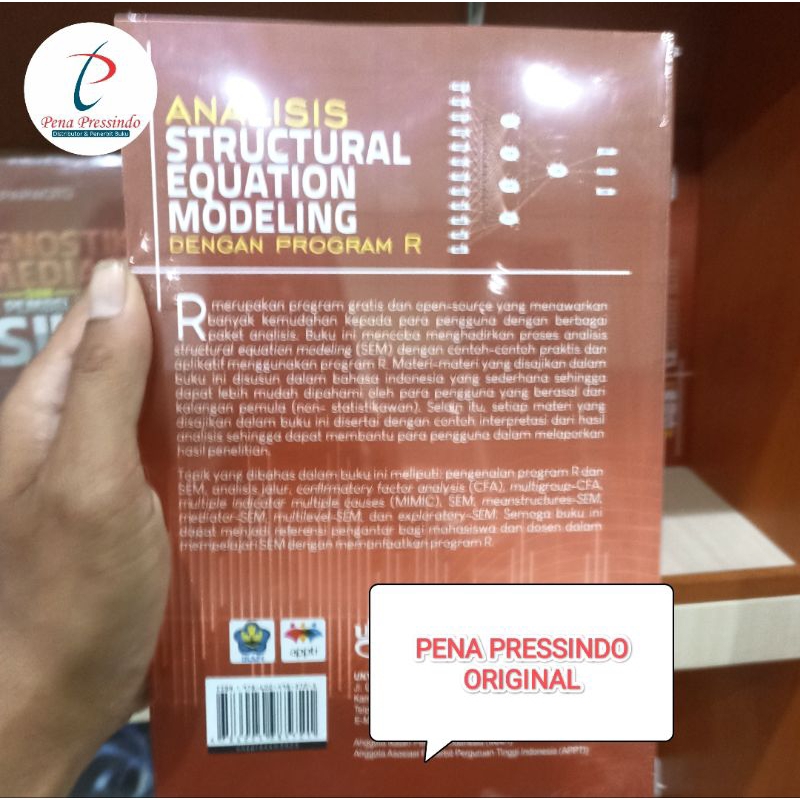 Pena Pressindo
Distributor & Penerbit Buku
ANALISIS
STRUCTURAL
EQUATION
MODELING
DENGAN PROGRAM R
R merupakan program gratis dan open-source yang menawarkan
banyak kemudahan kepada para pengguna dengan berbagai
paket analisis. Buku ini mencoba menghadirkan proses analisis
structural equation modeling (SEM) dengan contoh-contoh praktis dan
aplikatif menggunakan program R. Materi-materi yang disajikan dalam
buku ini disusun dalam bahasa indonesia yang sederhana sehingga
dapat lebih mudah dipahami oleh para pengguna yang berasal dari
kalangan pemula (non- statistikawan). Selain itu, setiap materi yang
disajikan dalam buku ini disertai dengan contoh interpretasi dari hasil
analisis sehingga dapat membantu para pengguna dalam melaporkan
hasil penelitian.
Topik yang dibahas dalam buku ini meliputi: pengenalan program R dan
SEM, analisis jalur, confirmatory factor analysis (CFA), multigroup-CFA,
multiple indicator multiple causes (MIMIC), SEM, meanstructures-SEM,
mediator-SEM, multilevel-SEM, dan exploratory-SEM. Semoga buku ini
dapat menjadi referensi pengantar bagi mahasiswa dan dosen dalam
mempelajari SEM dengan memanfaatkan program R.
IKAPI
appti
PENA PRESSINDO
ORIGINAL
Anggota Asosiasi Penerbit Perguruan Tinggi Indonesia (APPTI)